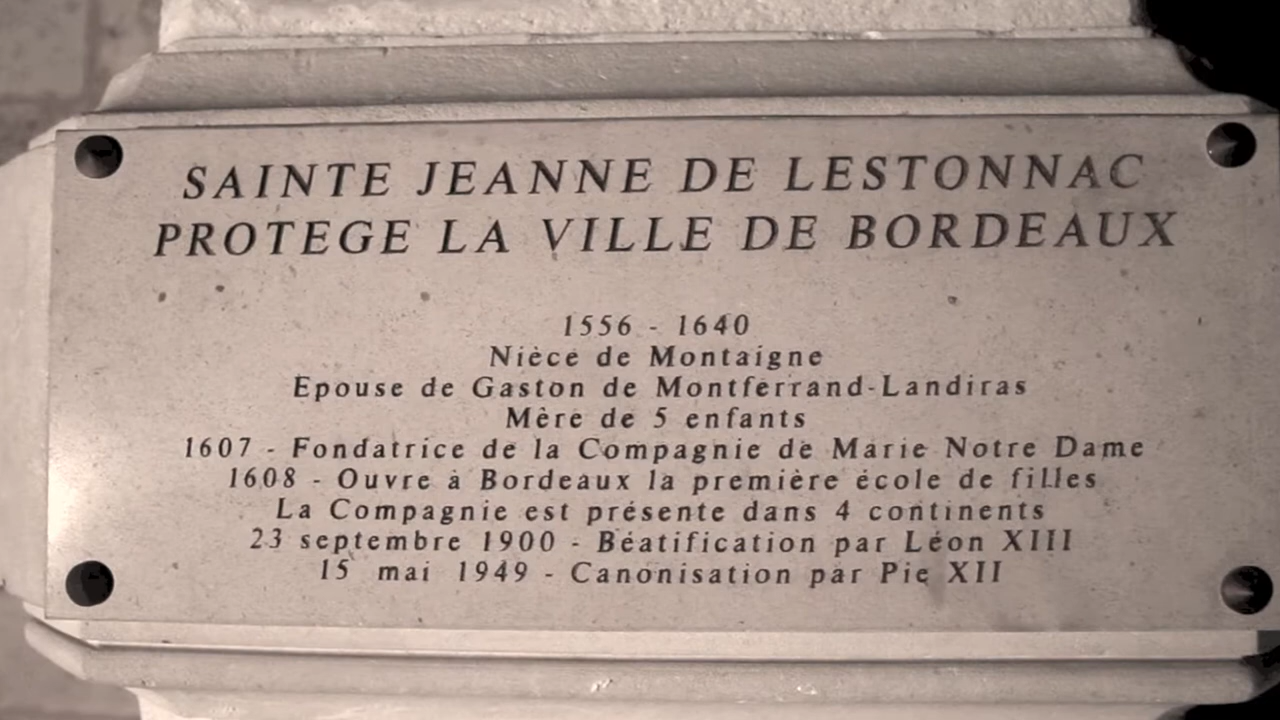 SAINTE JEANNE DE LESTONNAC
PROTEGE LA VILLE DE BORDEAUX
1556 - 1640
Nièce de Montaigne
Epouse de Gaston de Montferrand-Landiras
Mère de 5 enfants
1607 - Fondatrice de la Compagnie de Marie Notre Dame
1608 - Ouvre à Bordeaux la première école de filles
La Compagnie est présente dans 4 continents
23 septembre 1900 - Béatification par Léon XIII
15 mai 1949 - Canonisation par Pie XII